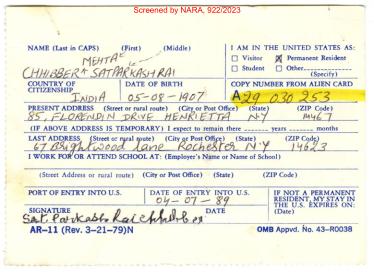 Screened by NARA, 922/2023
NAME (Last in CAPS) (First) (Middle)
MEHTA
CHHIBBER SATPARKASH RAI
I AM IN THE UNITED STATES AS:
Visitor Permanent Resident
Student Other
(Specify)
COUNTRY OF CITIZENSHIP DATE OF BIRTH COPY NUMBER FROM ALIEN CARD
INDIA 05-08-1907 A29 030 253
PRESENT ADDRESS (Street or rural route) (City or Post Office) (State) (ZIP Code)
85, FLORENDIN DRIVE HENRIETTA NY 14467
(IF ABOVE ADDRESS IS TEMPORARY) I expect to remain there years months
LAST ADDRESS (Street or rural route) (City or Post Office) (State) (ZIP Code)
67 Brightwood lane Rochester N.Y 14623
I WORK FOR OR ATTEND SCHOOL AT: (Employer's Name or Name of School)
(Street Address or rural route) (City or Post Office) (State) (ZIP Code)
PORT OF ENTRY INTO U.S. DATE OF ENTRY INTO U.S. IF NOT A PERMANENT RESIDENT, MY STAY IN THE U.S. EXPIRES ON: (Date)
04-07-89
SIGNATURE DATE
Sat Parkash Rai Chhibber
AR-11 (Rev. 3-21-79)N OMB Appvd. No. 43-R0038